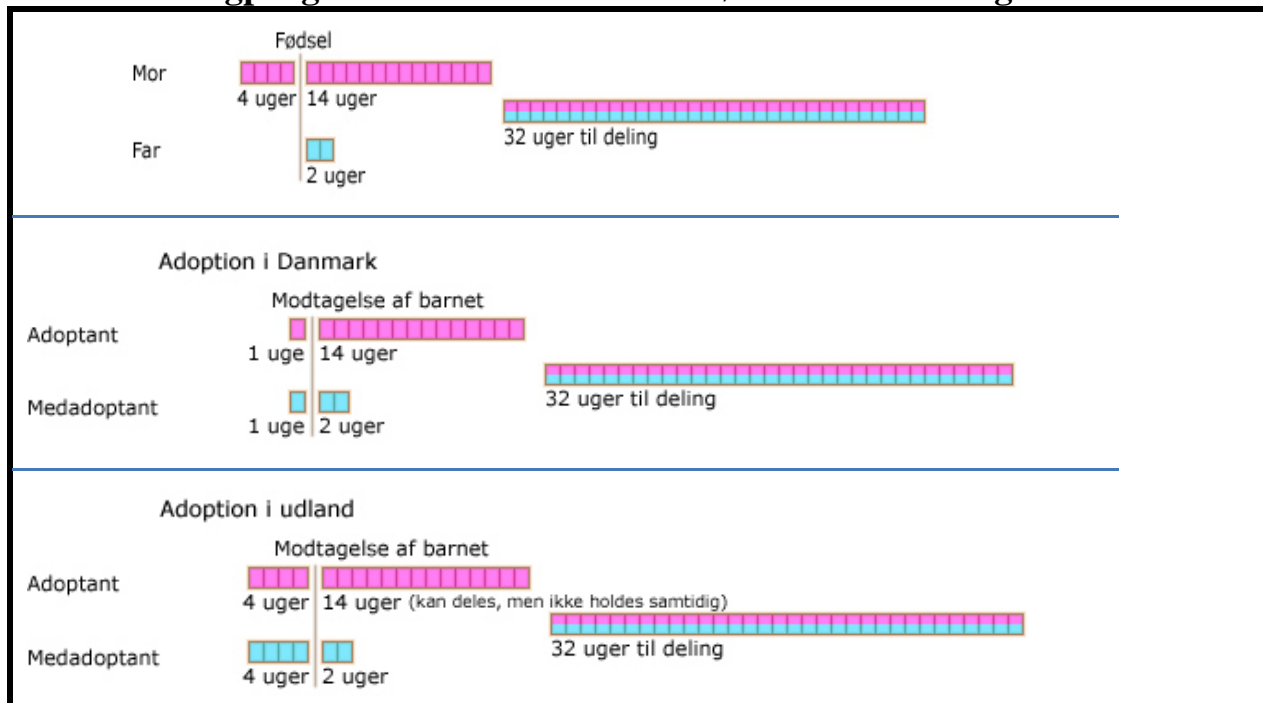 Fødsel
Mor
4 uger 14 uger
32 uger til deling
Far
2 uger
Adoption i Danmark
Modtagelse af barnet
Adoptant
1 uge 14 uger
32 uger til deling
Medadoptant
1 uge 2 uger
Adoption i udland
Modtagelse af barnet
Adoptant
4 uger 14 uger (kan deles, men ikke holdes samtidig)
32 uger til deling
Medadoptant
4 uger 2 uger